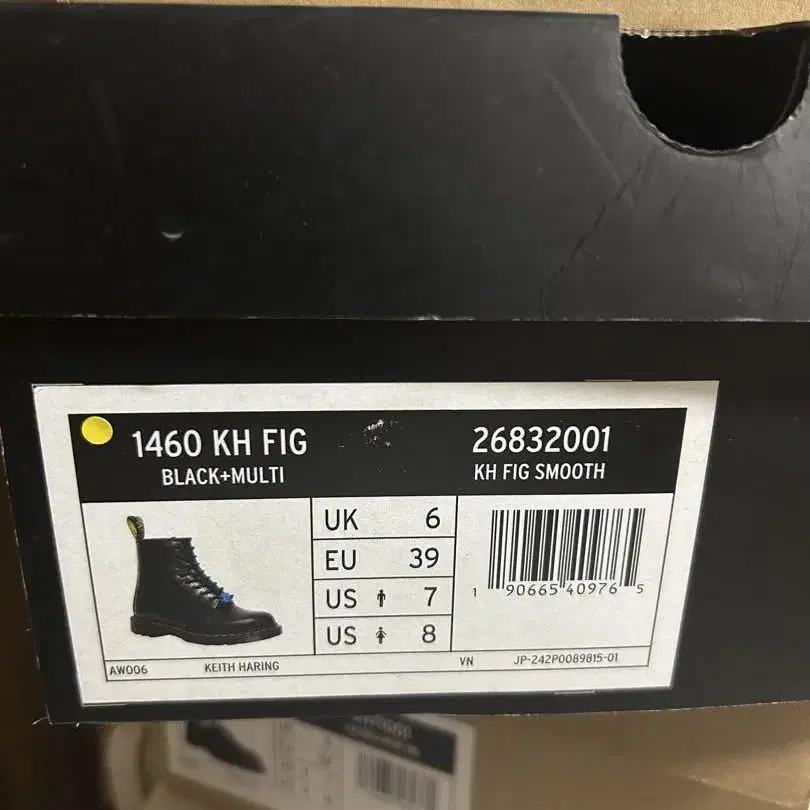 1460 KH FIG
BLACK+MULTI
26832001
KH FIG SMOOTH
UK 6
EU 39
US 7
US 8
1 90665 40976 5
AW006
KEITH HARING
VN
JP-242P0089815-01